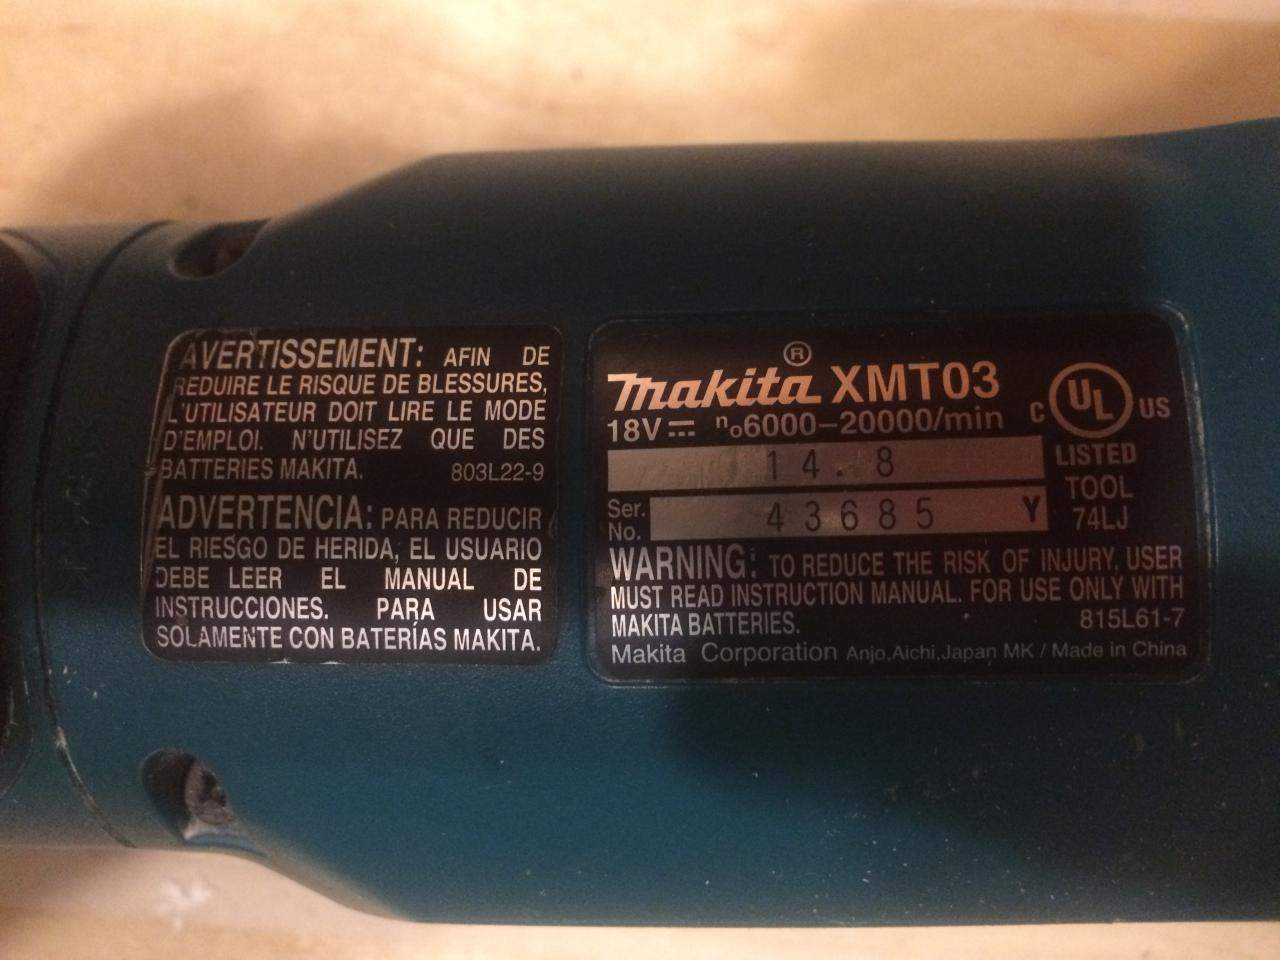 AVERTISSEMENT: AFIN DE
RÉDUIRE LE RISQUE DE BLESSURES,
L'UTILISATEUR DOIT LIRE LE MODE
D'EMPLOI. N'UTILISEZ QUE DES
BATTERIES MAKITA. 803L22-9
ADVERTENCIA: PARA REDUCIR
EL RIESGO DE HERIDA, EL USUARIO
DEBE LEER EL MANUAL DE
INSTRUCCIONES. PARA USAR
SOLAMENTE CON BATERÍAS MAKITA.
makita® XMT03
18V⎓ n₀6000–20000/min
14.8
Ser. No. 43685 Y
C UL US
LISTED
TOOL
74LJ
WARNING: TO REDUCE THE RISK OF INJURY, USER
MUST READ INSTRUCTION MANUAL. FOR USE ONLY WITH
MAKITA BATTERIES. 815L61-7
Makita Corporation Anjo, Aichi, Japan MK / Made in China